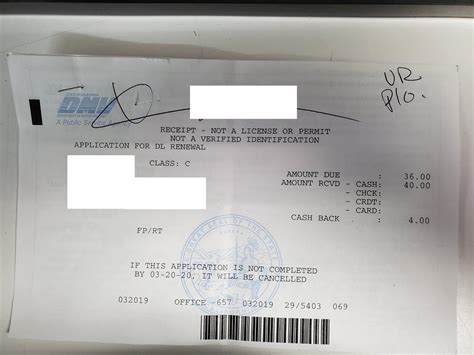 UR
P/O.
DMV
A Public Service Agency
RECEIPT - NOT A LICENSE OR PERMIT
NOT A VERIFIED IDENTIFICATION
APPLICATION FOR DL RENEWAL
CLASS: C
AMOUNT DUE : 36.00
AMOUNT RCVD - CASH: 40.00
- CHCK:
- CRDT:
- CARD:
CASH BACK : 4.00
FP/RT
IF THIS APPLICATION IS NOT COMPLETED
BY 03-20-20, IT WILL BE CANCELLED
032019 OFFICE -657 032019 29/5403 069